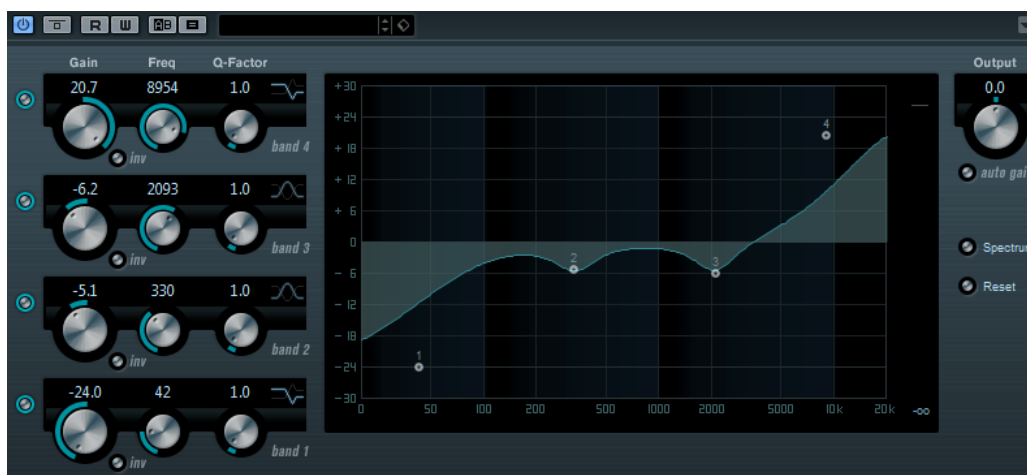 R W AB
Gain Freq Q-Factor Output
20.7 8954 1.0 0.0
inv band 4
auto gai
-6.2 2093 1.0
inv band 3
Spectru
-5.1 330 1.0
Reset
inv band 2
-24.0 42 1.0
inv band 1
+30
+24
4
+18
+12
+6
0
2 3
-6
-12
-18
1
-24
-30
0 50 100 200 500 1000 2000 5000 10k 20k -∞